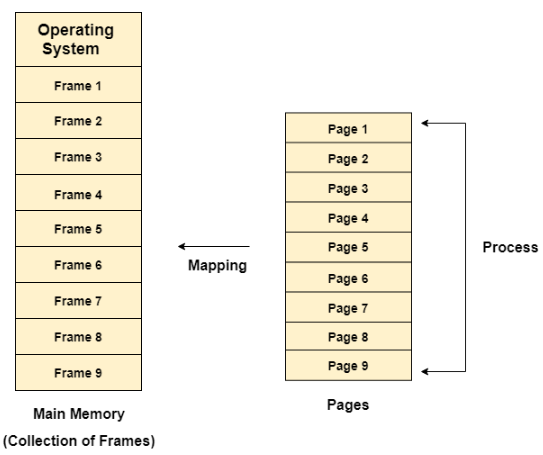 Operating
System
Frame 1
Frame 2
Frame 3
Frame 4
Frame 5
Frame 6
Frame 7
Frame 8
Frame 9
Main Memory
(Collection of Frames)
Mapping
Page 1
Page 2
Page 3
Page 4
Page 5
Page 6
Page 7
Page 8
Page 9
Pages
Process